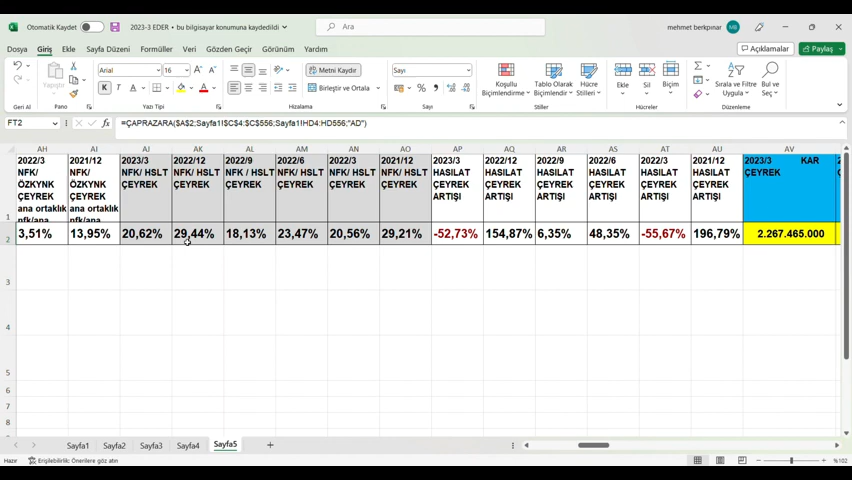 Otomatik Kaydet
2023-3 EDER • bu bilgisayar konumuna kaydedildi
Ara
mehmet berkpınar
MB
Dosya Giriş Ekle Sayfa Düzeni Formüller Veri Gözden Geçir Görünüm Yardım
Açıklamalar
Paylaş
Yapıştır
Arial
16
K T A
Metni Kaydır
Birleştir ve Ortala
Sayı
Koşullu Biçimlendirme
Tablo Olarak Biçimlendir
Hücre Stilleri
Ekle
Sil
Biçim
Sırala ve Filtre Uygula
Bul ve Seç
Geri Al Pano Yazı Tipi Hizalama Sayı Stiller Hücreler Düzenleme
FT2
fx
=ÇAPRAZARA($A$2;Sayfa1!$C$4:$C$556;Sayfa1!HD4:HD556;"AD")
AH AI AJ AK AL AM AN AO AP AQ AR AS AT AU AV
1
2022/3 NFK/ ÖZKYNK ÇEYREK ana ortaklık nfk/ana
2021/12 NFK/ ÖZKYNK ÇEYREK ana ortaklık nfk/ana
2023/3 NFK/ HSLT ÇEYREK
2022/12 NFK/ HSLT ÇEYREK
2022/9 NFK / HSLT ÇEYREK
2022/6 NFK/ HSLT ÇEYREK
2022/3 NFK/ HSLT ÇEYREK
2021/12 NFK/ HSLT ÇEYREK
2023/3 HASILAT ÇEYREK ARTIŞI
2022/12 HASILAT ÇEYREK ARTIŞI
2022/9 HASILAT ÇEYREK ARTIŞI
2022/6 HASILAT ÇEYREK ARTIŞI
2022/3 HASILAT ÇEYREK ARTIŞI
2021/12 HASILAT ÇEYREK ARTIŞI
2023/3 KAR ÇEYREK
2
3,51% 13,95% 20,62% 29,44% 18,13% 23,47% 20,56% 29,21% -52,73% 154,87% 6,35% 48,35% -55,67% 196,79% 2.267.465.000
3
4
5
6
7
8
Sayfa1 Sayfa2 Sayfa3 Sayfa4 Sayfa5
Hazır
Erişilebilirlik: Önerilere göz atın
%102